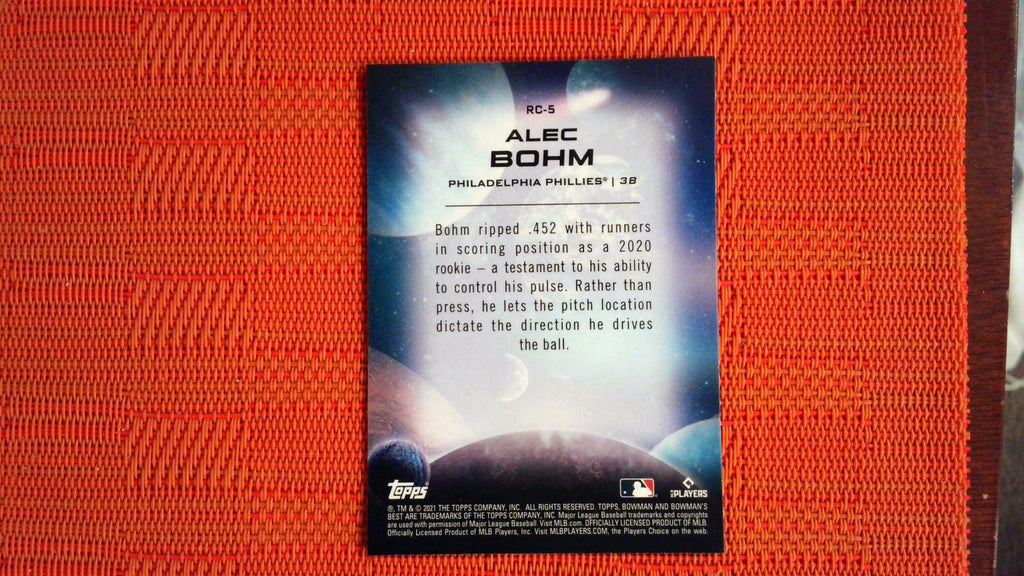 RC-5
ALEC
BOHM
PHILADELPHIA PHILLIES® | 3B
Bohm ripped .452 with runners
in scoring position as a 2020
rookie – a testament to his ability
to control his pulse. Rather than
press, he lets the pitch location
dictate the direction he drives
the ball.
topps
PLAYERS
®, TM & © 2021 THE TOPPS COMPANY, INC. ALL RIGHTS RESERVED. TOPPS, BOWMAN AND BOWMAN'S
BEST ARE TRADEMARKS OF THE TOPPS COMPANY, INC. Major League Baseball trademarks and copyrights
are used with permission of Major League Baseball. Visit MLB.com. OFFICIALLY LICENSED PRODUCT OF MLB.
Officially Licensed Product of MLB Players, Inc. Visit MLBPLAYERS.COM, the Players Choice on the web.